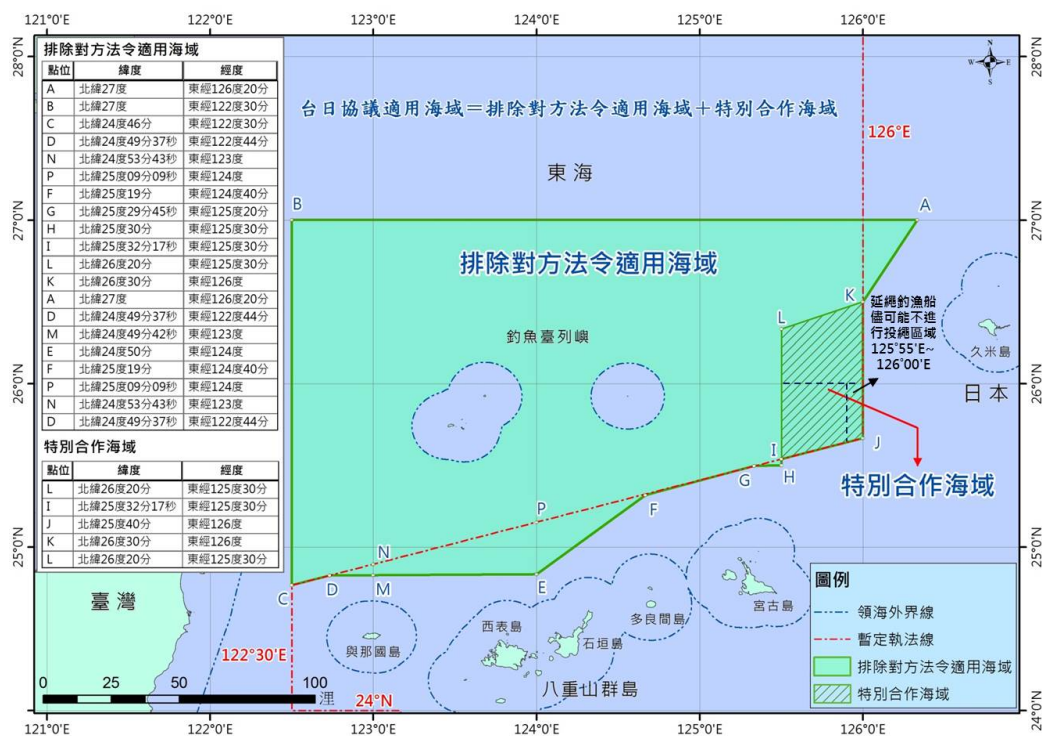 121°0'E 122°0'E 123°0'E 124°0'E 125°0'E 126°0'E
28°0'N 27°0'N 26°0'N 25°0'N
28°0'N 27°0'N 26°0'N 25°0'N 24°0'N
排除對方法令適用海域
點位 緯度 經度
A 北緯27度 東經126度20分
B 北緯27度 東經122度30分
C 北緯24度46分 東經122度30分
D 北緯24度49分37秒 東經122度44分
N 北緯24度53分43秒 東經123度
P 北緯25度09分09秒 東經124度
F 北緯25度19分 東經124度40分
G 北緯25度29分45秒 東經125度20分
H 北緯25度30分 東經125度30分
I 北緯25度32分17秒 東經125度30分
L 北緯26度20分 東經125度30分
K 北緯26度30分 東經126度
A 北緯27度 東經126度20分
D 北緯24度49分37秒 東經122度44分
M 北緯24度49分42秒 東經123度
E 北緯24度50分 東經124度
F 北緯25度19分 東經124度40分
P 北緯25度09分09秒 東經124度
N 北緯24度53分43秒 東經123度
D 北緯24度49分37秒 東經122度44分
特別合作海域
點位 緯度 經度
L 北緯26度20分 東經125度30分
I 北緯25度32分17秒 東經125度30分
J 北緯25度40分 東經126度
K 北緯26度30分 東經126度
L 北緯26度20分 東經125度30分
N
W E
S
台日協議適用海域＝排除對方法令適用海域＋特別合作海域
126°E
東海
B
A
排除對方法令適用海域
K
L
延繩釣漁船
儘可能不進
行投繩區域
125°55'E~
126°00'E
釣魚臺列嶼
久米島
日本
J
I
G H
特別合作海域
F
P
N
C D M E
臺灣
與那國島
西表島
石垣島
多良間島
宮古島
八重山群島
122°30'E
24°N
0 25 50 100
浬
圖例
領海外界線
暫定執法線
排除對方法令適用海域
特別合作海域
121°0'E 122°0'E 123°0'E 124°0'E 125°0'E 126°0'E